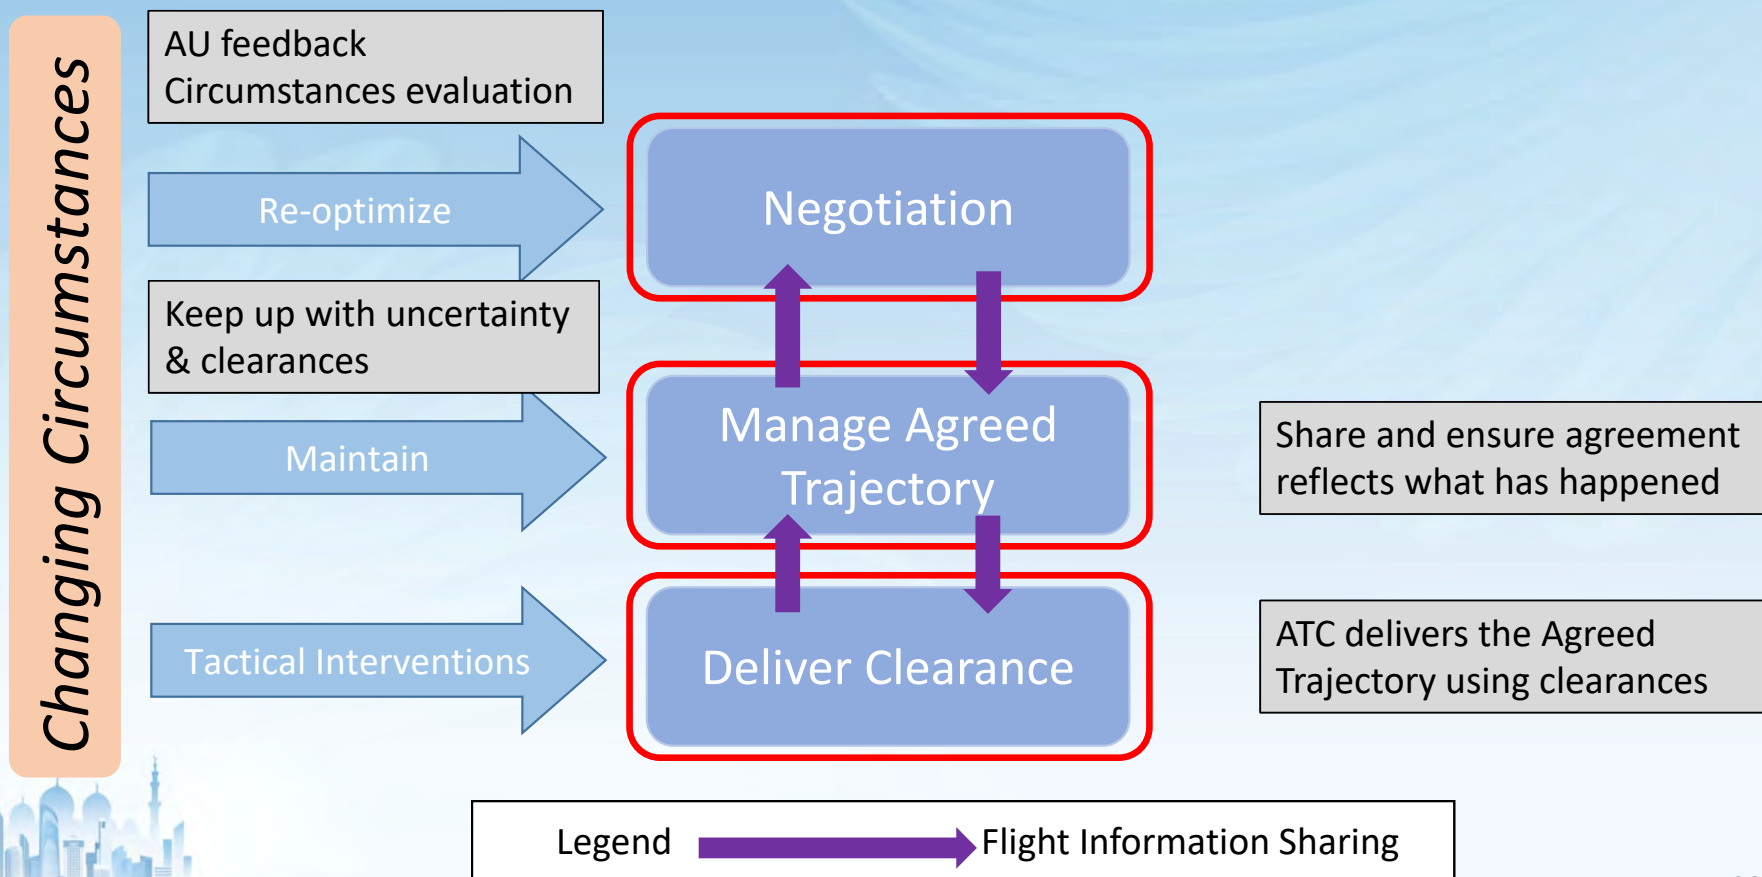 Changing Circumstances
AU feedback
Circumstances evaluation
Re-optimize
Negotiation
Keep up with uncertainty
& clearances
Maintain
Manage Agreed
Trajectory
Share and ensure agreement
reflects what has happened
Tactical Interventions
Deliver Clearance
ATC delivers the Agreed
Trajectory using clearances
Legend
Flight Information Sharing